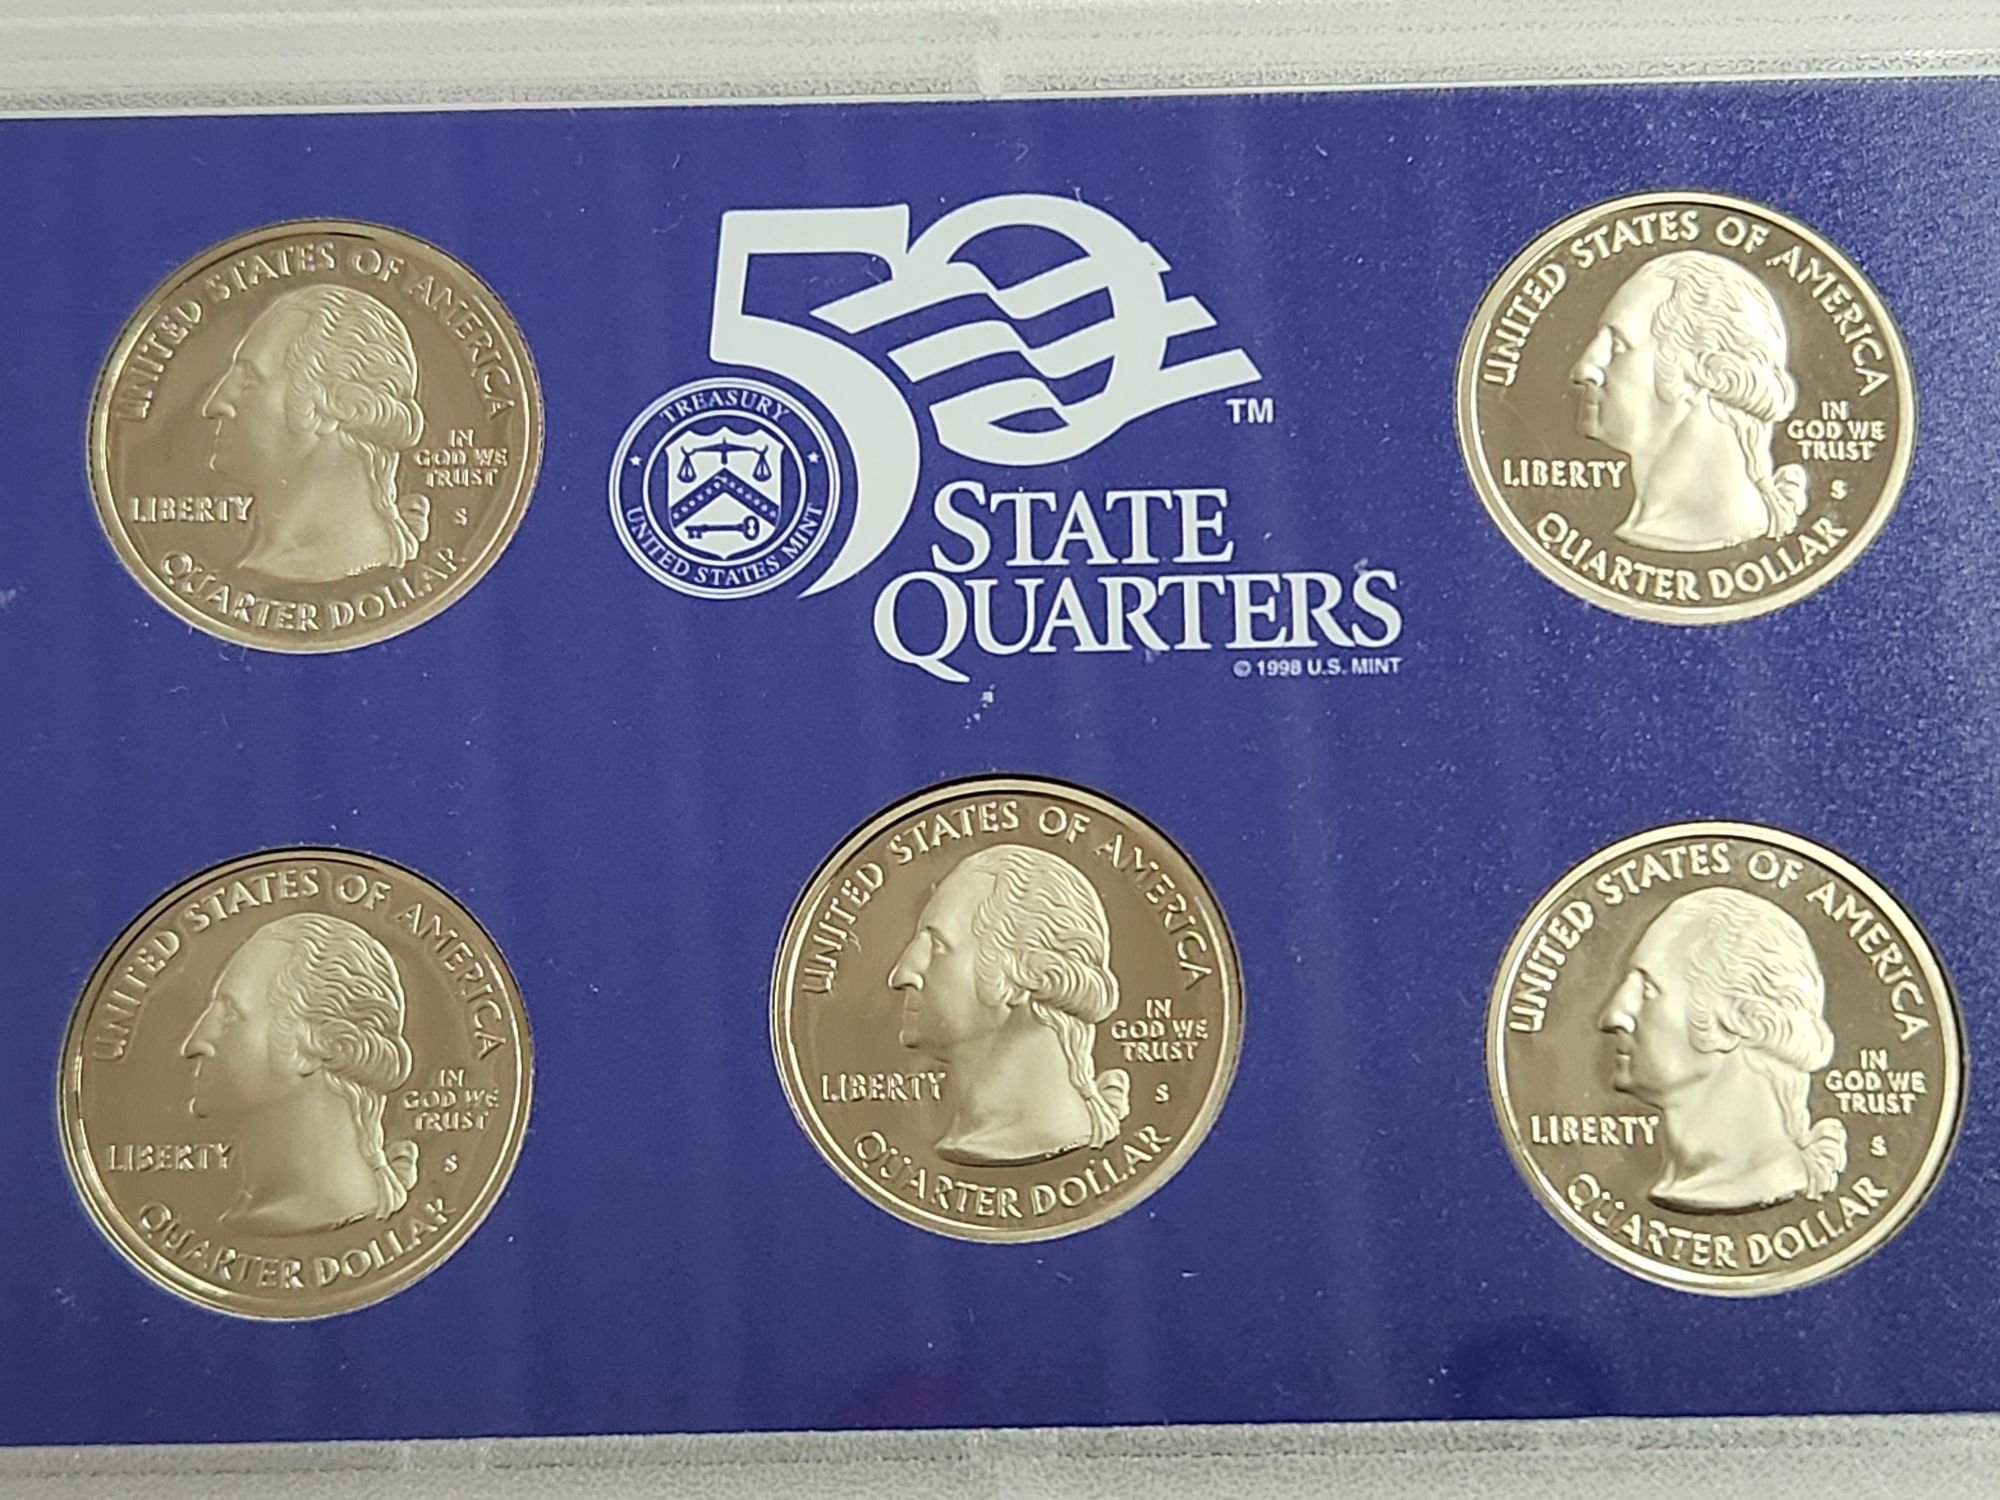 UNITED STATES OF AMERICA
IN
GOD WE
TRUST
LIBERTY
S
QUARTER DOLLAR
50
TM
STATE
QUARTERS
© 1998 U.S. MINT
TREASURY
UNITED STATES MINT
UNITED STATES OF AMERICA
IN
GOD WE
TRUST
LIBERTY
S
QUARTER DOLLAR
UNITED STATES OF AMERICA
IN
GOD WE
TRUST
LIBERTY
S
QUARTER DOLLAR
UNITED STATES OF AMERICA
IN
GOD WE
TRUST
LIBERTY
S
QUARTER DOLLAR
UNITED STATES OF AMERICA
IN
GOD WE
TRUST
LIBERTY
S
QUARTER DOLLAR